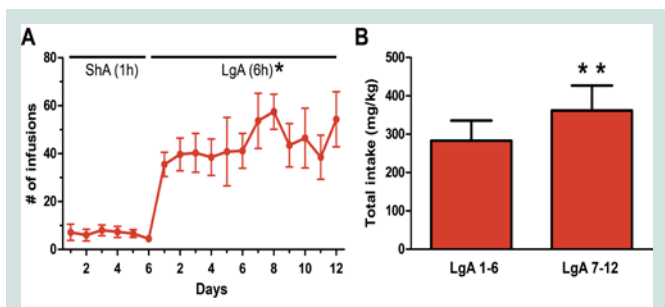 A
ShA (1h)
LgA (6h)*
# of infusions
80
60
40
20
0
2
4
6
2
4
6
8
10
12
Days
B
**
Total intake (mg/kg)
500
400
300
200
100
0
LgA 1-6
LgA 7-12